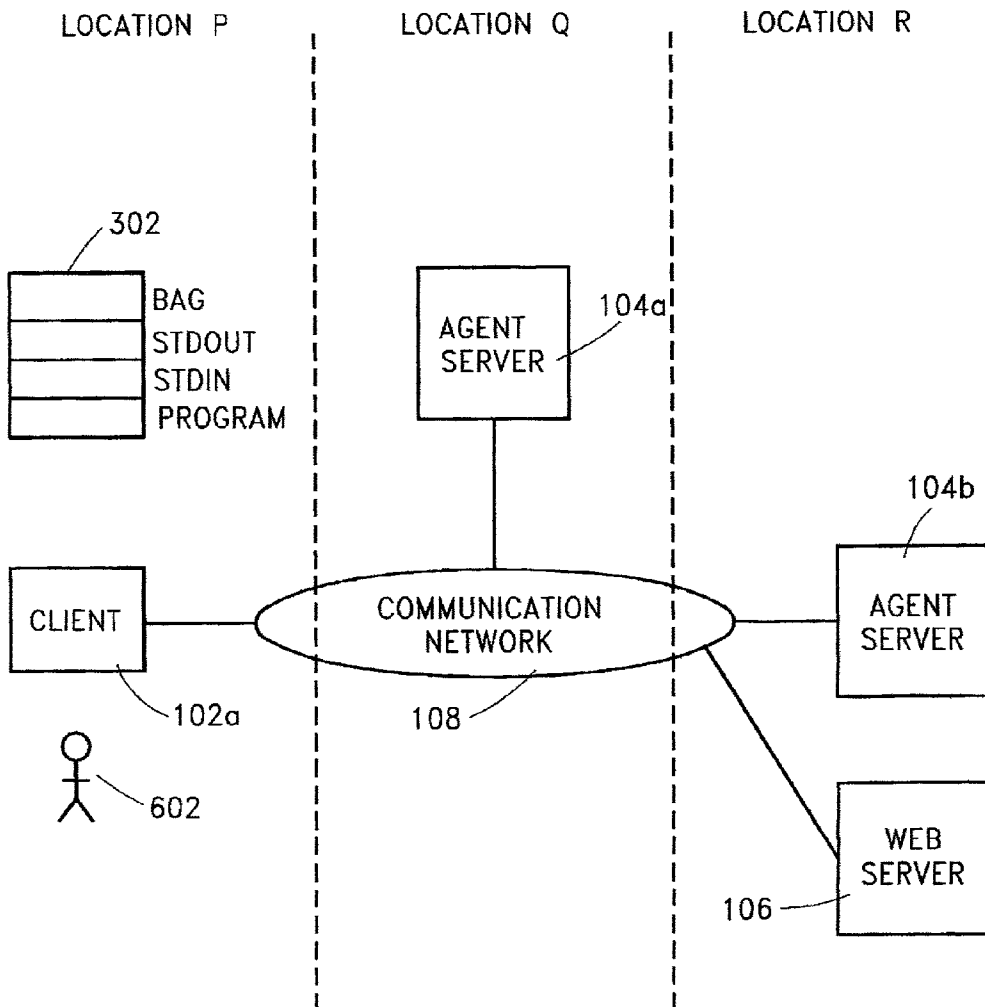 LOCATION P
LOCATION Q
LOCATION R
302
BAG
STDOUT
STDIN
PROGRAM
AGENT
SERVER
104a
104b
AGENT
SERVER
CLIENT
102a
COMMUNICATION
NETWORK
108
602
WEB
SERVER
106